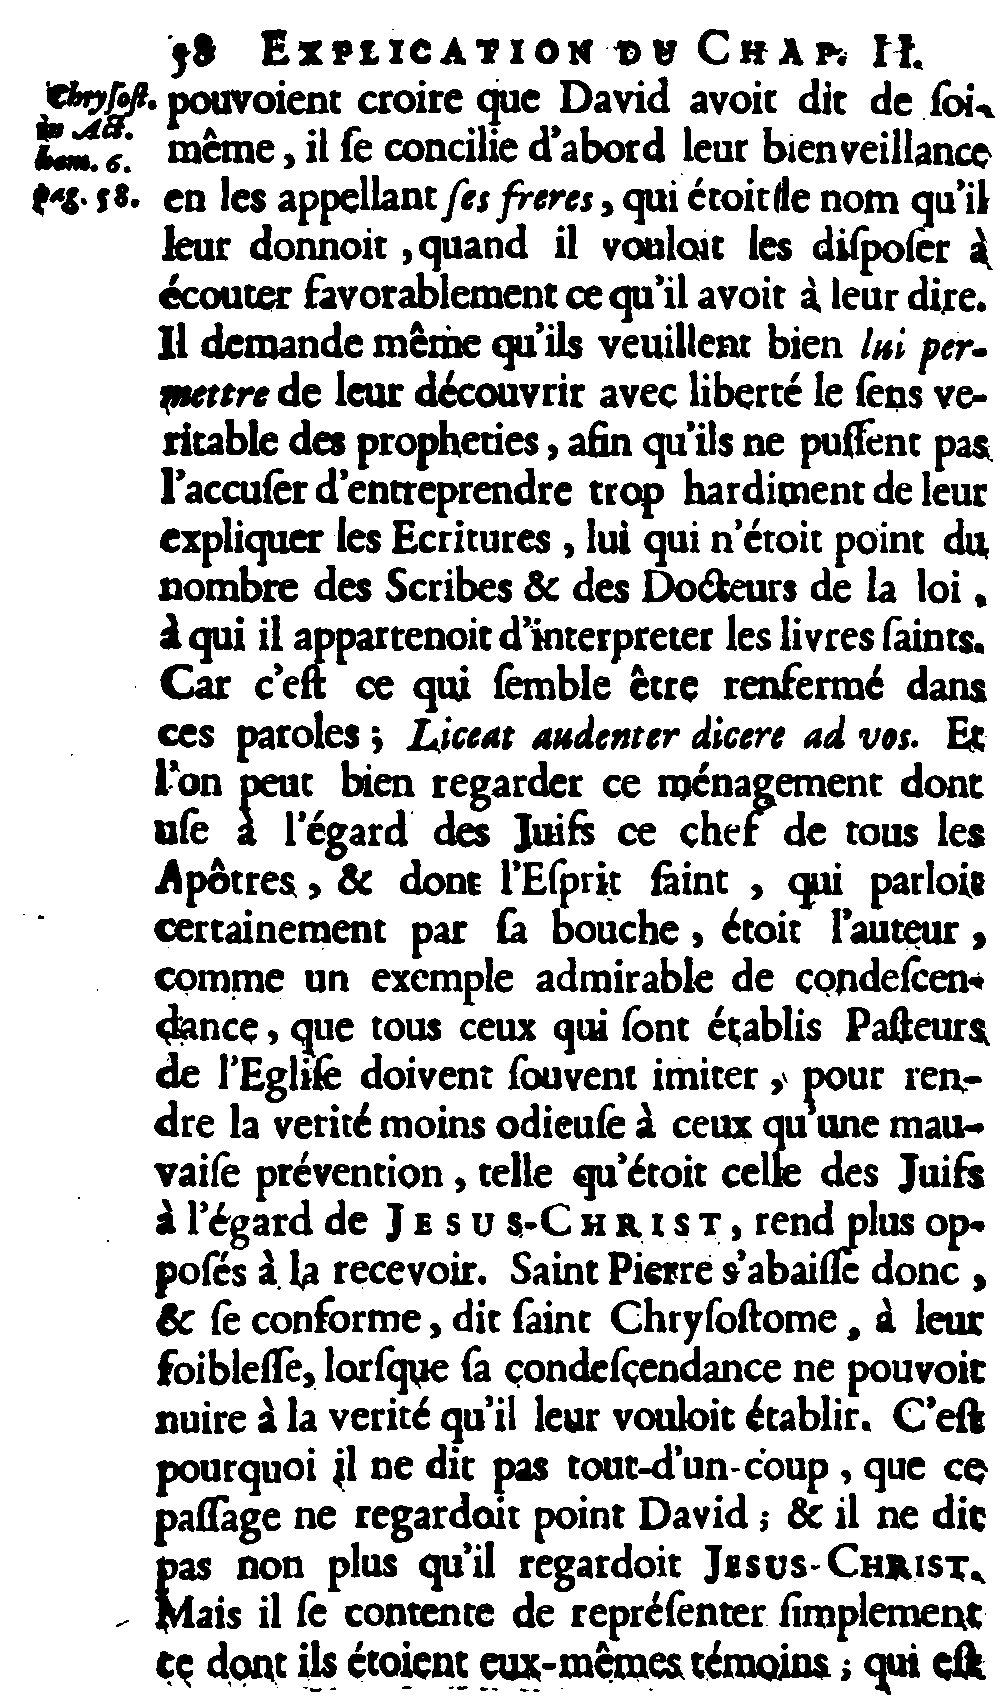 58 EXPLICATION DU CHAP. II.
Chryſoſt.
in Act.
hom. 6.
pag. 58.
pouvoient croire que David avoit dit de ſoi-
même, il ſe concilie d'abord leur bienveillance
en les appellant ſes freres, qui étoit le nom qu'il
leur donnoit, quand il vouloit les diſpoſer à
écouter favorablement ce qu'il avoit à leur dire.
Il demande même qu'ils veuillent bien lui per-
mettre de leur découvrir avec liberté le ſens ve-
ritable des propheties, afin qu'ils ne puſſent pas
l'accuſer d'entreprendre trop hardiment de leur
expliquer les Ecritures, lui qui n'étoit point du
nombre des Scribes & des Docteurs de la loi,
à qui il appartenoit d'interpreter les livres ſaints.
Car c'eſt ce qui ſemble être renfermé dans
ces paroles; Liceat audenter dicere ad vos. Et
l'on peut bien regarder ce ménagement dont
uſe à l'égard des Juifs ce chef de tous les
Apôtres, & dont l'Eſprit ſaint, qui parloit
certainement par ſa bouche, étoit l'auteur,
comme un exemple admirable de condeſcen-
dance, que tous ceux qui ſont établis Paſteurs
de l'Egliſe doivent ſouvent imiter, pour ren-
dre la verité moins odieuſe à ceux qu'une mau-
vaiſe prévention, telle qu'étoit celle des Juifs
à l'égard de JESUS-CHRIST, rend plus op-
poſés à la recevoir. Saint Pierre s'abaiſſe donc,
& ſe conforme, dit ſaint Chryſoſtome, à leur
foibleſſe, lorſque ſa condeſcendance ne pouvoit
nuire à la verité qu'il leur vouloit établir. C'eſt
pourquoi il ne dit pas tout-d'un-coup, que ce
paſſage ne regardoit point David; & il ne dit
pas non plus qu'il regardoit JESUS-CHRIST.
Mais il ſe contente de repréſenter ſimplement
ce dont ils étoient eux-mêmes témoins; qui eſt